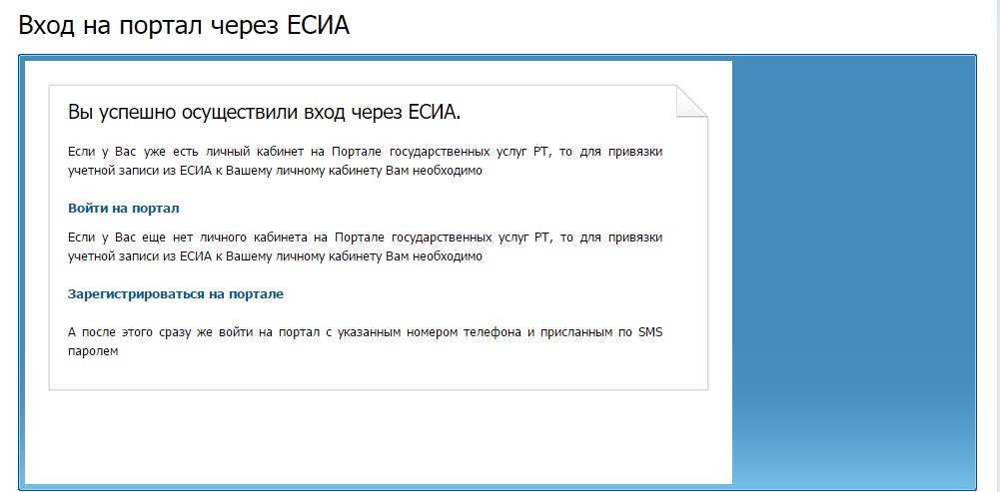 Вход на портал через ЕСИА
Вы успешно осуществили вход через ЕСИА.
Если у Вас уже есть личный кабинет на Портале государственных услуг РТ, то для привязки
учетной записи из ЕСИА к Вашему личному кабинету Вам необходимо
Войти на портал
Если у Вас еще нет личного кабинета на Портале государственных услуг РТ, то для привязки
учетной записи из ЕСИА к Вашему личному кабинету Вам необходимо
Зарегистрироваться на портале
А после этого сразу же войти на портал с указанным номером телефона и присланным по SMS
паролем